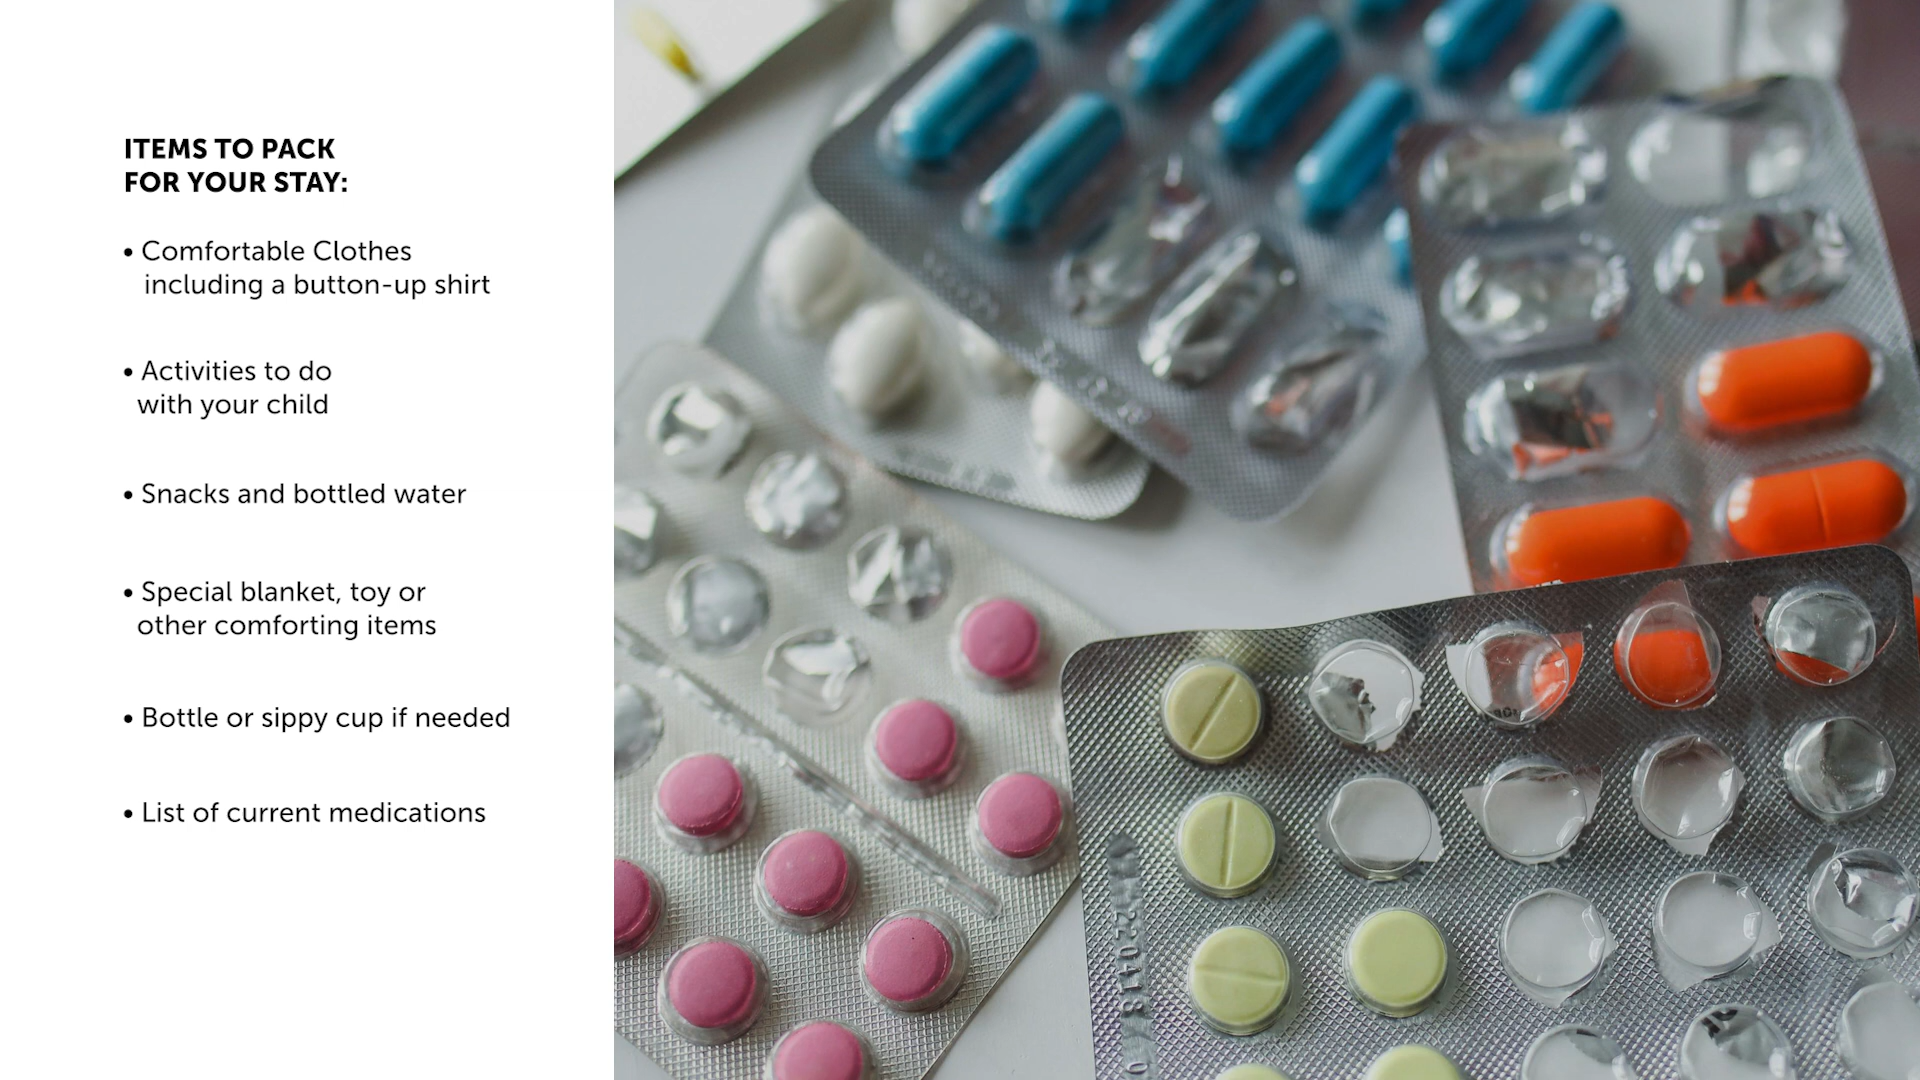 ITEMS TO PACK
FOR YOUR STAY:
• Comfortable Clothes
including a button-up shirt
• Activities to do
with your child
• Snacks and bottled water
• Special blanket, toy or
other comforting items
• Bottle or sippy cup if needed
• List of current medications